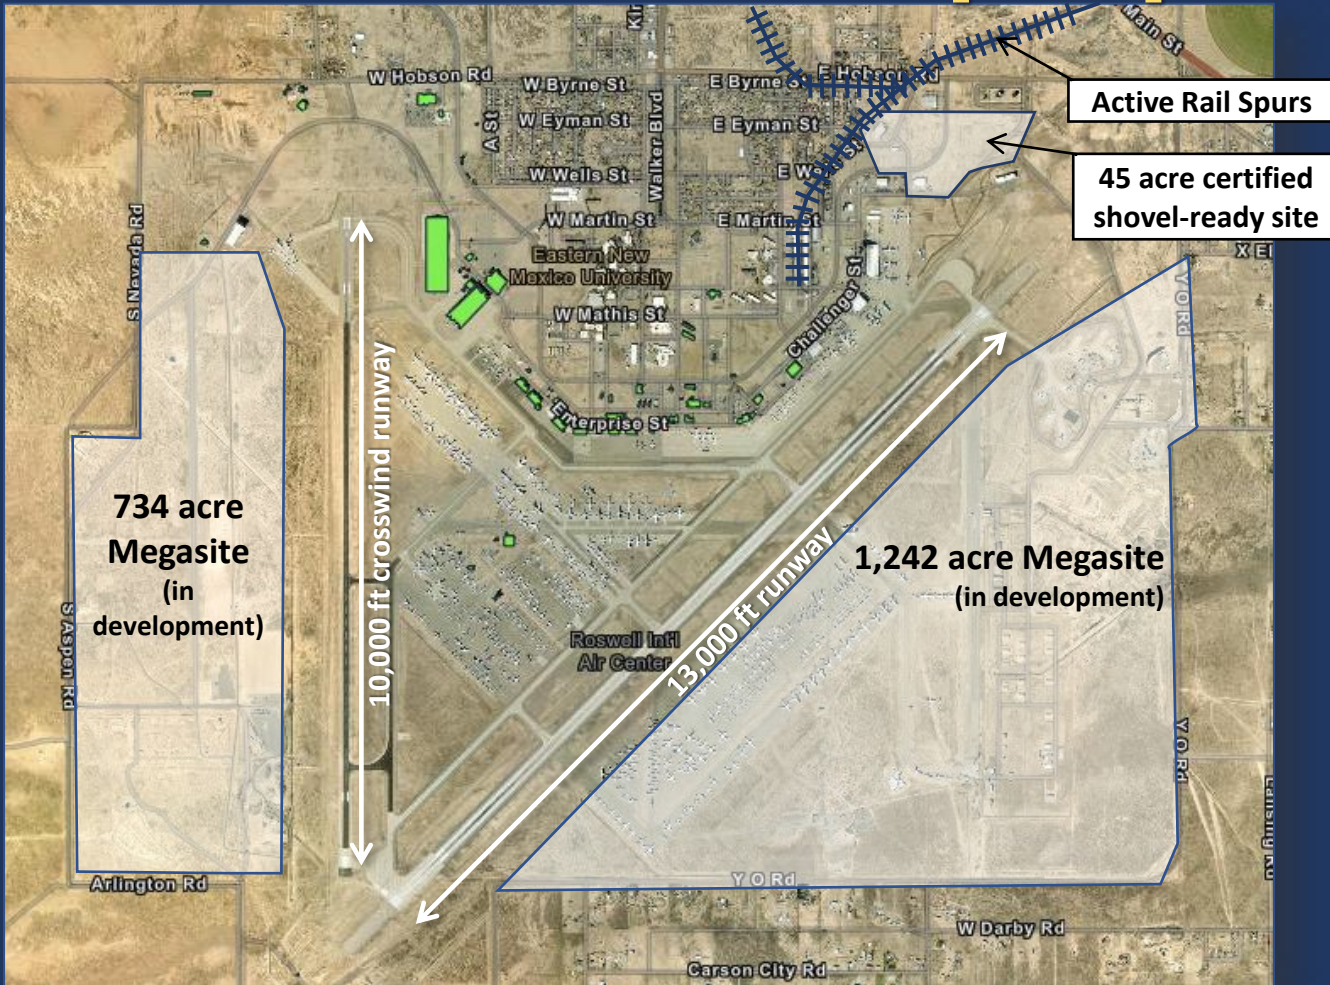 Main St
Active Rail Spurs
45 acre certified
shovel-ready site
W Hobson Rd
E Hobson Rd
W Byrne St
E Byrne St
W Eyman St
E Eyman St
A St
Walker Blvd
W Wells St
W Martin St
E Martin St
S Nevada Rd
Eastern New
Mexico University
W Mathis St
Challenger St
Enterprise St
Y O Rd
10,000 ft crosswind runway
13,000 ft runway
734 acre
Megasite
(in
development)
1,242 acre Megasite
(in development)
Roswell Int'l
Air Center
S Aspen Rd
Y O Rd
Arlington Rd
Y O Rd
Lansing Rd
W Darby Rd
Carson City Rd